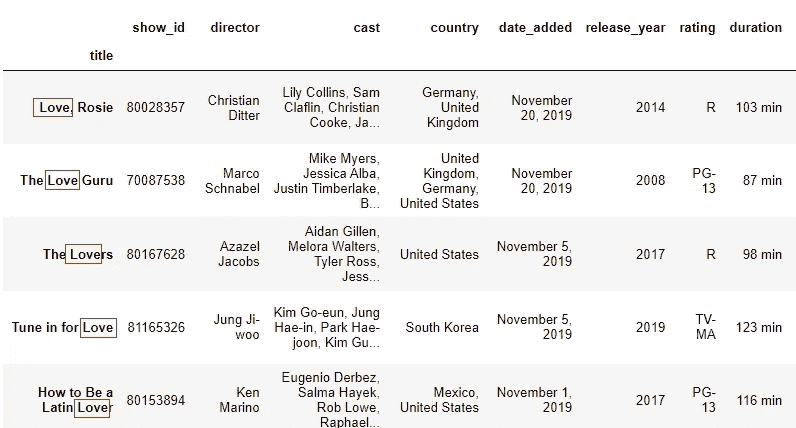 show_id director cast country date_added release_year rating duration
title
Love, Rosie 80028357 Christian Ditter Lily Collins, Sam Claflin, Christian Cooke, Ja... Germany, United Kingdom November 20, 2019 2014 R 103 min
The Love Guru 70087538 Marco Schnabel Mike Myers, Jessica Alba, Justin Timberlake, B... United Kingdom, Germany, United States November 20, 2019 2008 PG-13 87 min
The Lovers 80167628 Azazel Jacobs Aidan Gillen, Melora Walters, Tyler Ross, Jess... United States November 5, 2019 2017 R 98 min
Tune in for Love 81165326 Jung Ji-woo Kim Go-eun, Jung Hae-in, Park Hae-joon, Kim Gu... South Korea November 5, 2019 2019 TV-MA 123 min
How to Be a Latin Lover 80153894 Ken Marino Eugenio Derbez, Salma Hayek, Rob Lowe, Raphael... Mexico, United States November 1, 2019 2017 PG-13 116 min